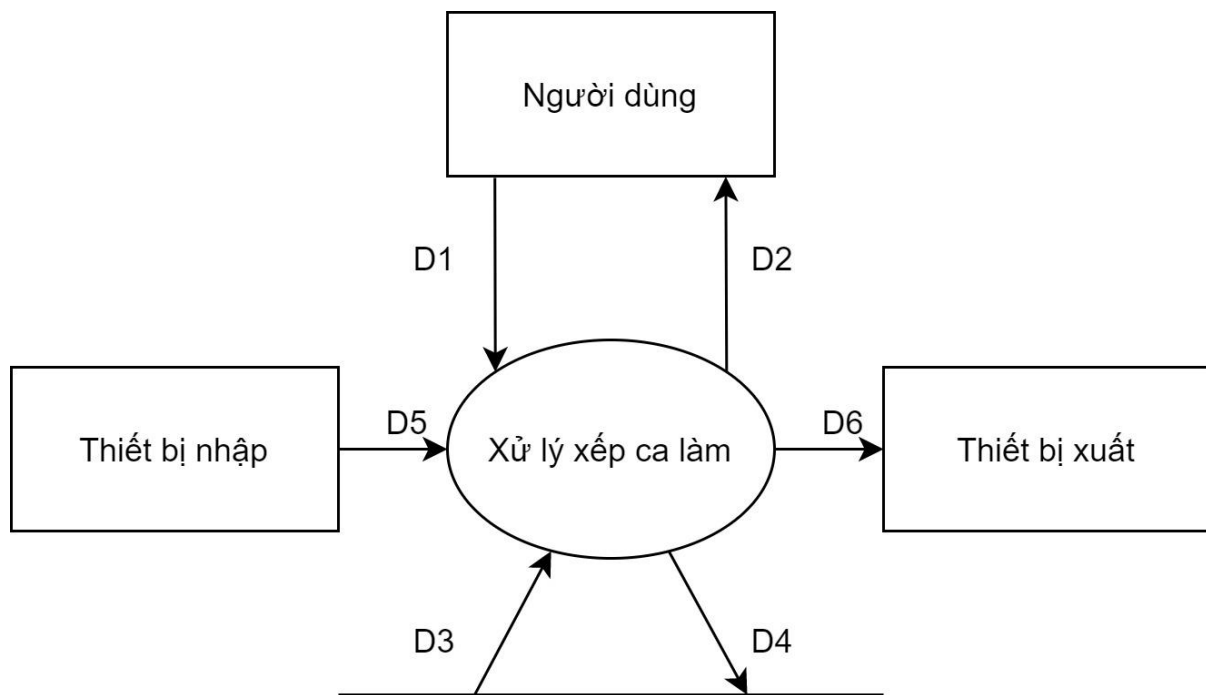 Người dùng
D1
D2
Thiết bị nhập
D5
Xử lý xếp ca làm
D6
Thiết bị xuất
D3
D4